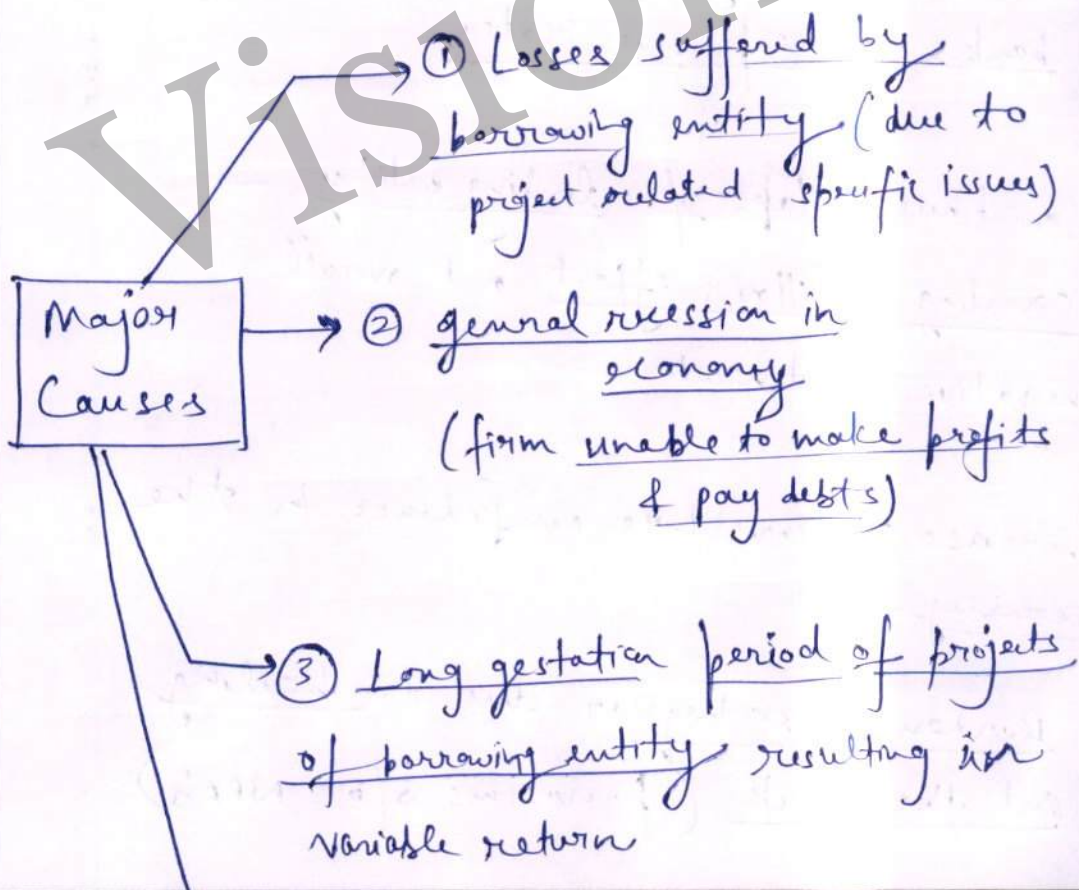 Vision
① Losses suffered by
borrowing entity (due to
project related specific issues)
Major
Causes
② general recession in
economy
(firm unable to make profits
& pay debts)
③ Long gestation period of projects
of borrowing entity resulting in
variable return